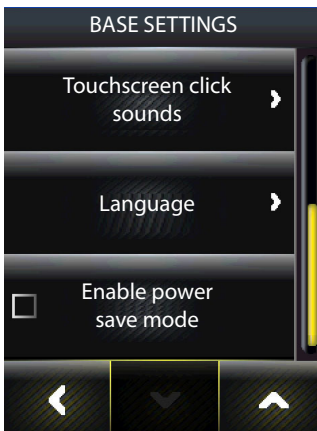 BASE SETTINGS
Touchscreen click
sounds
Language
Enable power
save mode